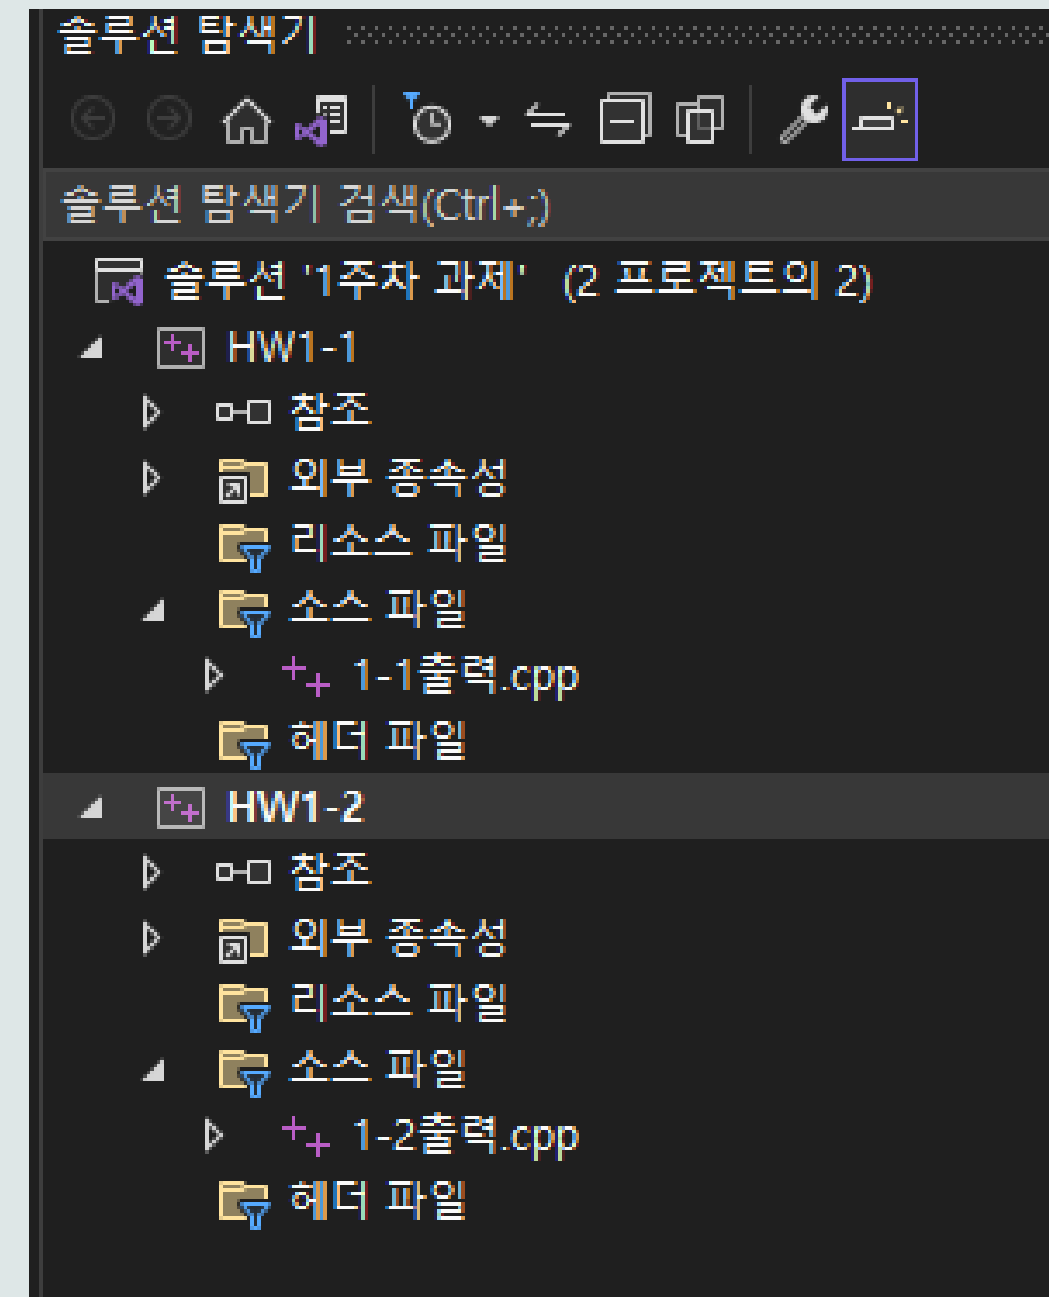 솔루션 탐색기
솔루션 탐색기 검색(Ctrl+;)
솔루션 '1주차 과제' (2 프로젝트의 2)
HW1-1
참조
외부 종속성
리소스 파일
소스 파일
1-1출력.cpp
헤더 파일
HW1-2
참조
외부 종속성
리소스 파일
소스 파일
1-2출력.cpp
헤더 파일